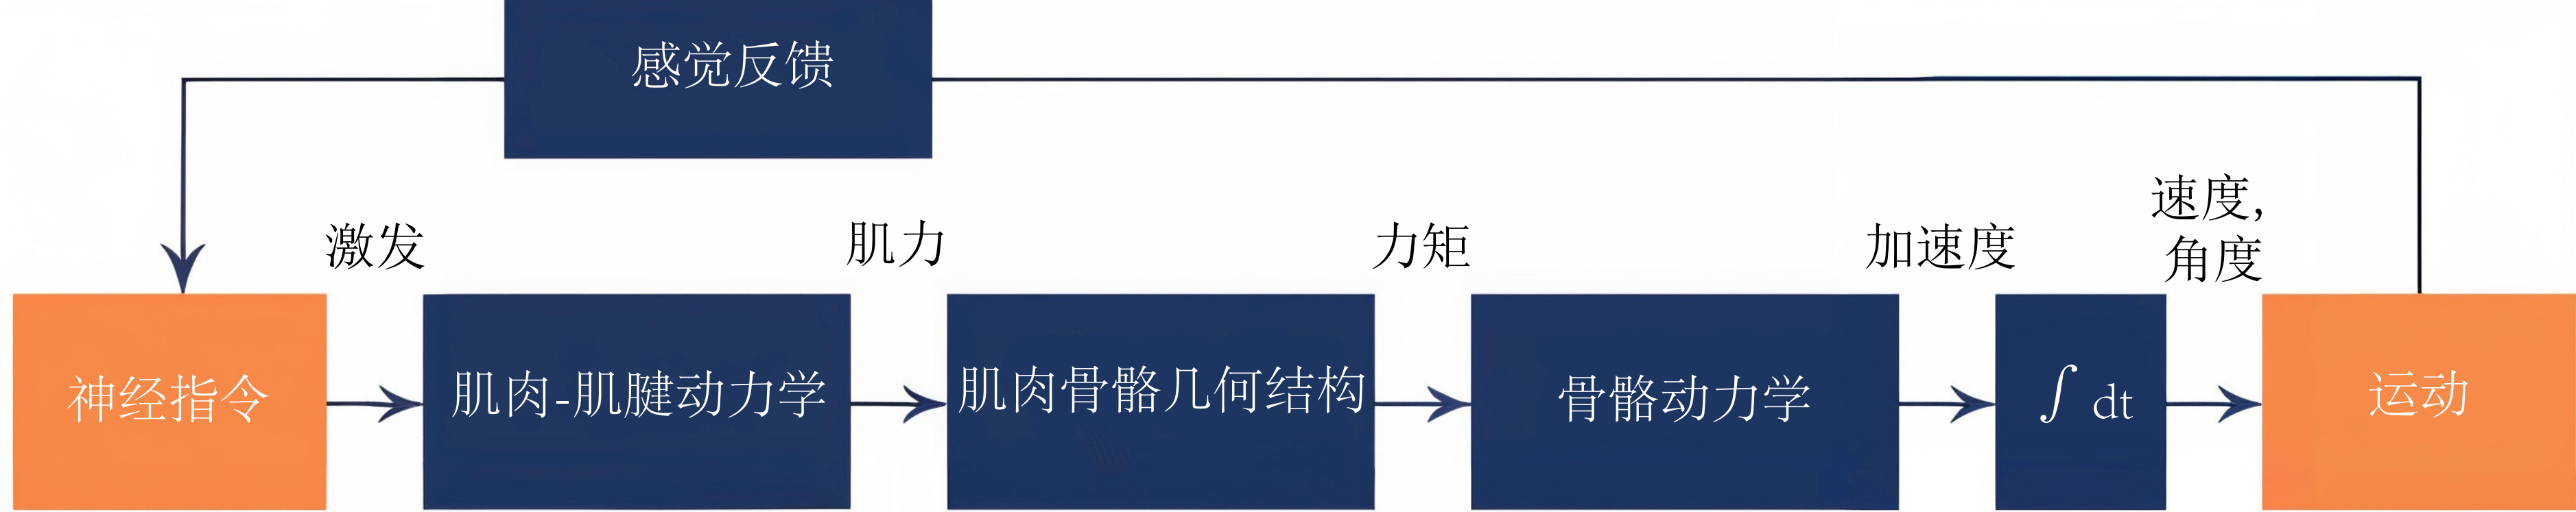 感觉反馈
激发
肌力
力矩
加速度
速度,
角度
神经指令
肌肉-肌腱动力学
肌肉骨骼几何结构
骨骼动力学
∫ dt
运动